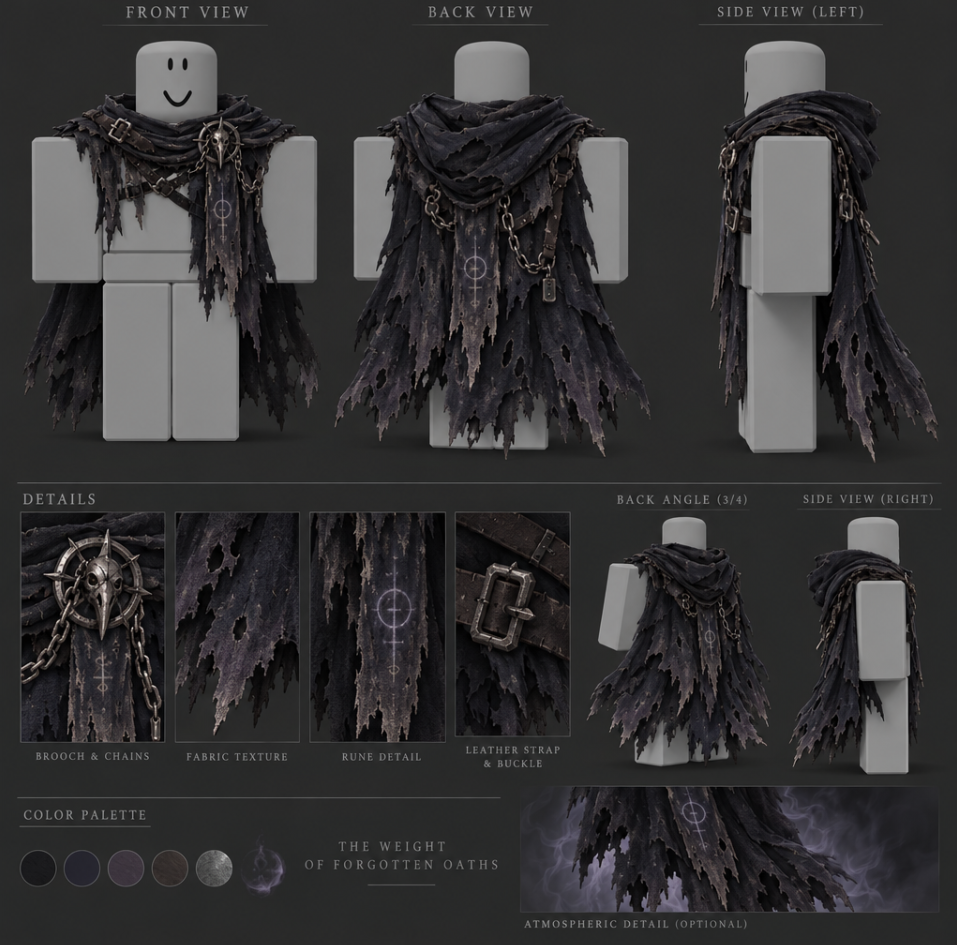 FRONT VIEW
BACK VIEW
SIDE VIEW (LEFT)
DETAILS
BACK ANGLE (3/4)
SIDE VIEW (RIGHT)
BROOCH & CHAINS
FABRIC TEXTURE
RUNE DETAIL
LEATHER STRAP
& BUCKLE
COLOR PALETTE
THE WEIGHT
OF FORGOTTEN OATHS
ATMOSPHERIC DETAIL (OPTIONAL)